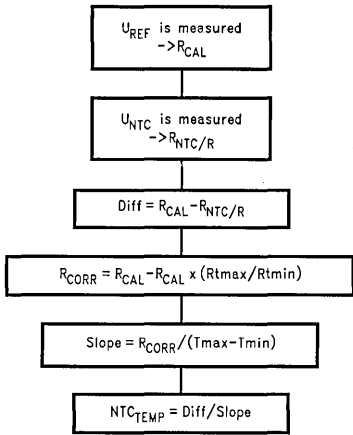 U_REF is measured
->R_CAL
U_NTC is measured
->R_NTC/R
Diff = R_CAL-R_NTC/R
R_CORR = R_CAL-R_CAL x (Rtmax/Rtmin)
Slope = R_CORR/(Tmax-Tmin)
NTC_TEMP = Diff/Slope